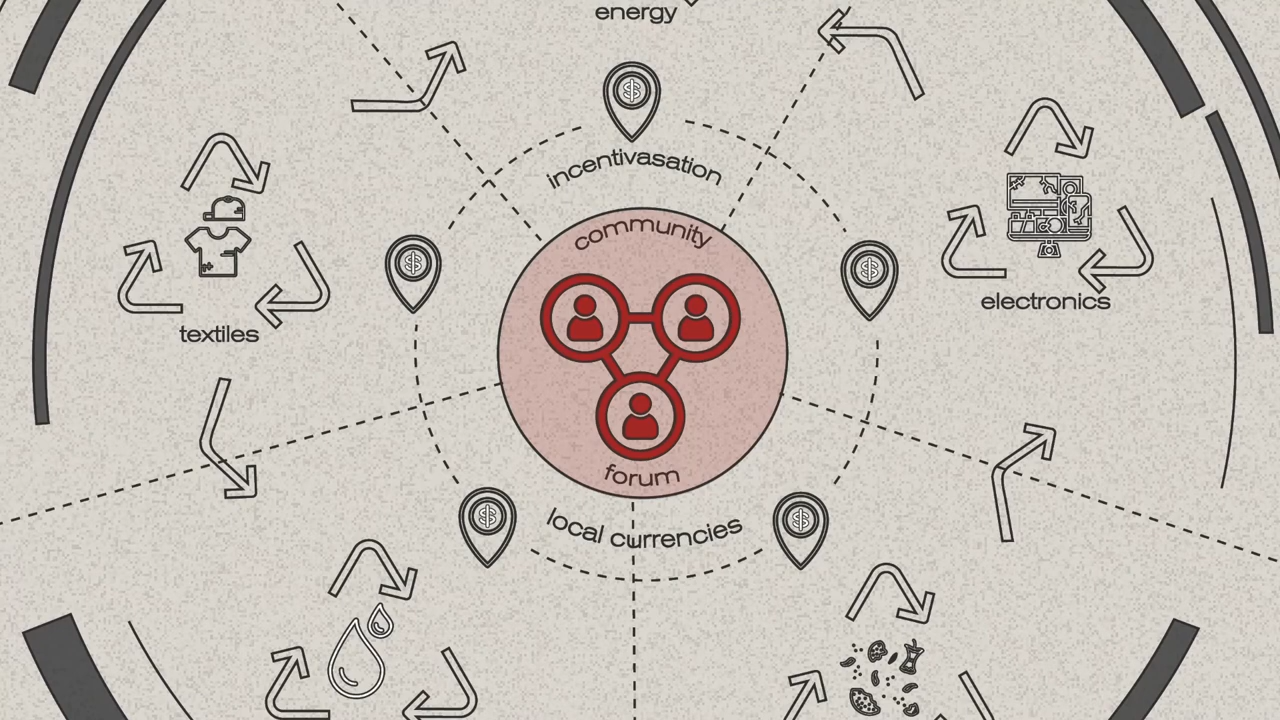 energy
incentivasation
community
textiles
electronics
forum
local currencies